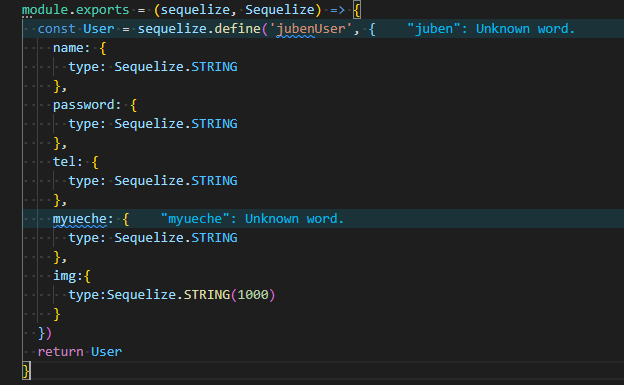 module.exports = (sequelize, Sequelize) => {
  const User = sequelize.define('jubenUser', {    "juben": Unknown word.
    name: {
      type: Sequelize.STRING
    },
    password: {
      type: Sequelize.STRING
    },
    tel: {
      type: Sequelize.STRING
    },
    myueche: {    "myueche": Unknown word.
      type: Sequelize.STRING
    },
    img:{
      type:Sequelize.STRING(1000)
    }
  })
  return User
}